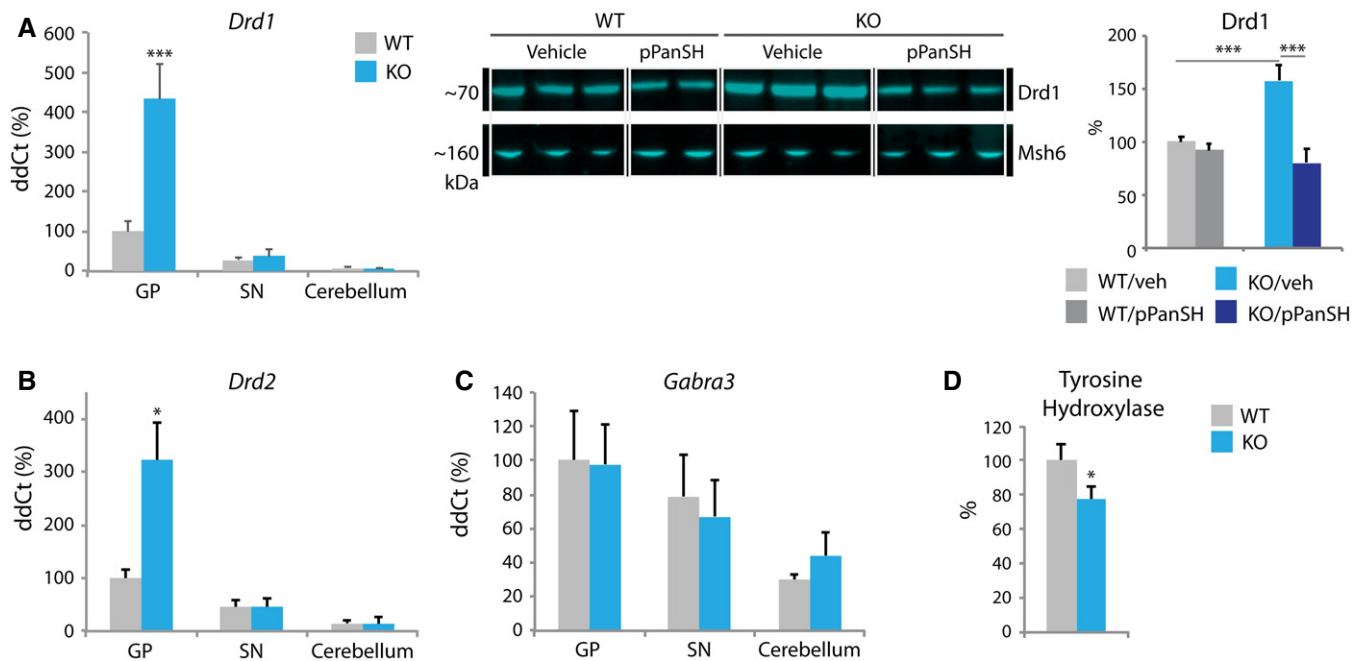 A
Drd1
ddCt (%)
600
500
400
300
200
100
0
***
WT
KO
GP
SN
Cerebellum
WT
KO
Vehicle
pPanSH
Vehicle
pPanSH
~70
Drd1
~160
Msh6
kDa
Drd1
%
200
150
100
50
0
***
***
WT/veh
KO/veh
WT/pPanSH
KO/pPanSH
B
Drd2
ddCt (%)
400
300
200
100
0
*
GP
SN
Cerebellum
C
Gabra3
ddCt (%)
140
120
100
80
60
40
20
0
GP
SN
Cerebellum
D
Tyrosine
Hydroxylase
%
120
100
80
60
40
20
0
*
WT
KO